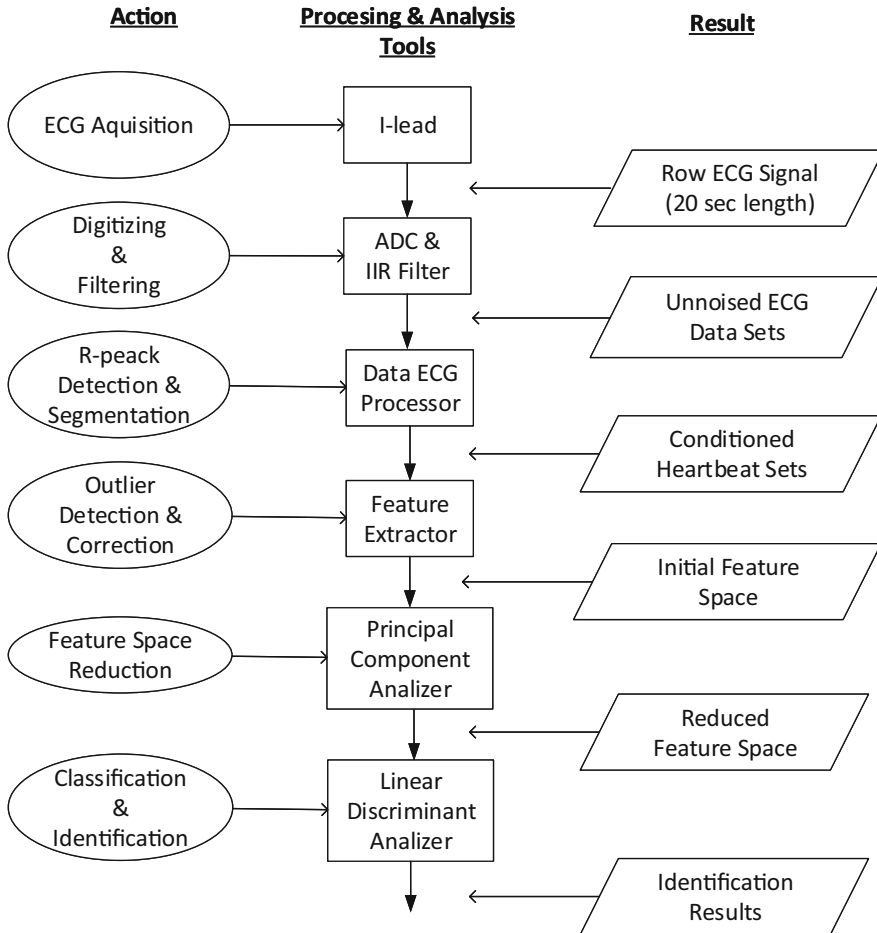 Action
Procesing & Analysis
Tools
Result
ECG Aquisition
I-lead
Row ECG Signal
(20 sec length)
Digitizing
&
Filtering
ADC &
IIR Filter
Unnoised ECG
Data Sets
R-peack
Detection &
Segmentation
Data ECG
Processor
Conditioned
Heartbeat Sets
Outlier
Detection &
Correction
Feature
Extractor
Initial Feature
Space
Feature Space
Reduction
Principal
Component
Analizer
Reduced
Feature Space
Classification
&
Identification
Linear
Discriminant
Analizer
Identification
Results